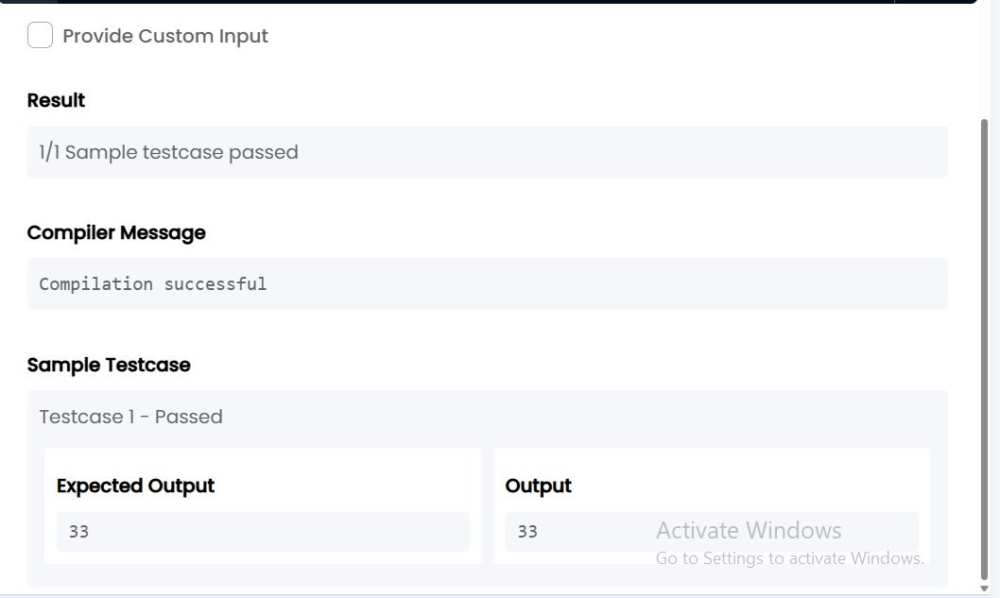 Provide Custom Input
Result
1/1 Sample testcase passed
Compiler Message
Compilation successful
Sample Testcase
Testcase 1 - Passed
Expected Output
33
Output
33
Activate Windows
Go to Settings to activate Windows.